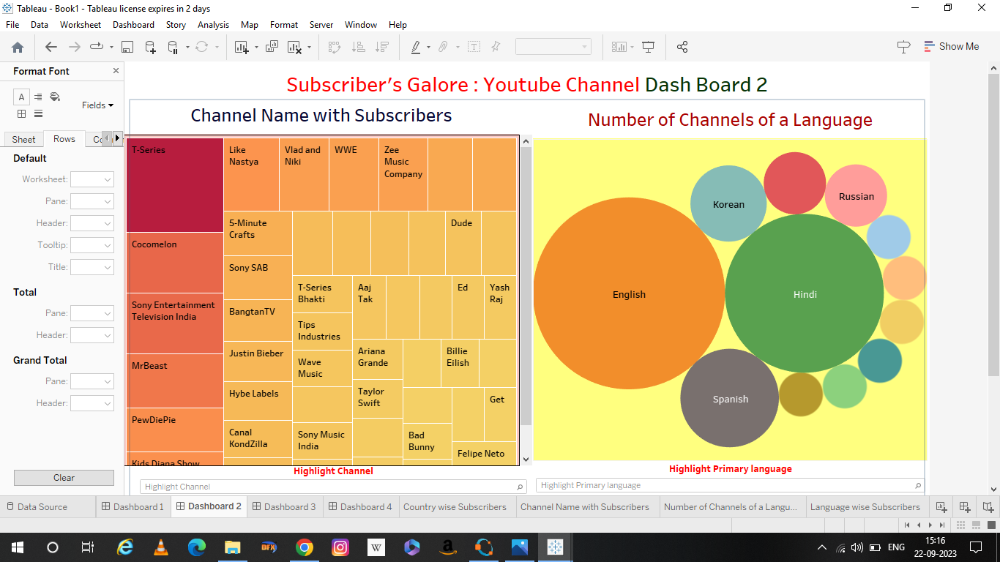 Tableau - Book1 - Tableau license expires in 2 days
File Data Worksheet Dashboard Story Analysis Map Format Server Window Help
Show Me
Format Font
Fields
Sheet Rows
Default
Worksheet:
Pane:
Header:
Tooltip:
Title:
Total
Pane:
Header:
Grand Total
Pane:
Header:
Clear
Subscriber’s Galore : Youtube Channel Dash Board 2
Channel Name with Subscribers
T-Series
Cocomelon
Sony Entertainment
Television India
MrBeast
PewDiePie
Kids Diana Show
Like
Nastya
Vlad and
Niki
WWE
Zee
Music
Company
5-Minute
Crafts
Sony SAB
BangtanTV
Justin Bieber
Hybe Labels
Canal
KondZilla
Dude
T-Series
Bhakti
Tips
Industries
Wave
Music
Sony Music
India
Aaj
Tak
Ed
Yash
Raj
Ariana
Grande
Taylor
Swift
Billie
Eilish
Get
Bad
Bunny
Felipe Neto
Highlight Channel
Highlight Channel
Number of Channels of a Language
English
Korean
Russian
Hindi
Spanish
Highlight Primary language
Highlight Primary language
Data Source Dashboard 1 Dashboard 2 Dashboard 3 Dashboard 4 Country wise Subscribers Channel Name with Subscribers Number of Channels of a Langu... Language wise Subscribers
DFX
W
a
ENG
15:16
22-09-2023